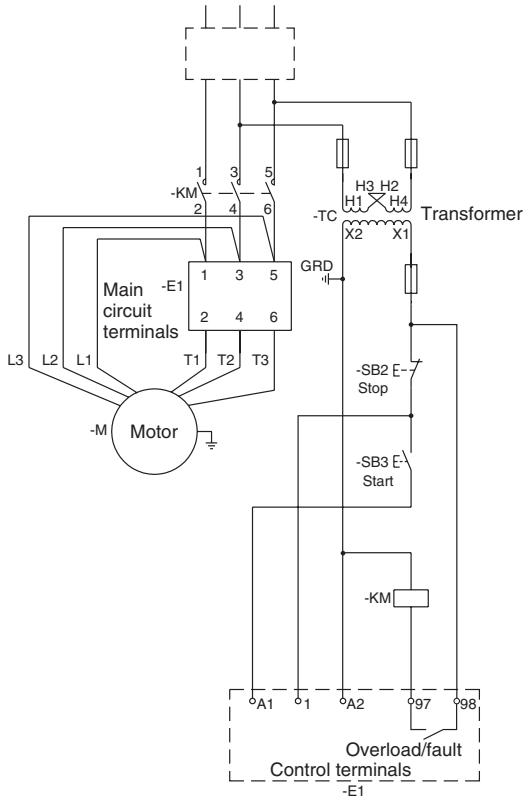 1 3 5
-KM
2 4 6
H3 H2
H1 H4
-TC
Transformer
X2 X1
GRD
Main
circuit
terminals
-E1
1 3 5
2 4 6
L3 L2 L1 T1 T2 T3
-M
Motor
-SB2
Stop
-SB3
Start
-KM
A1 1 A2 97 98
Overload/fault
Control terminals
-E1